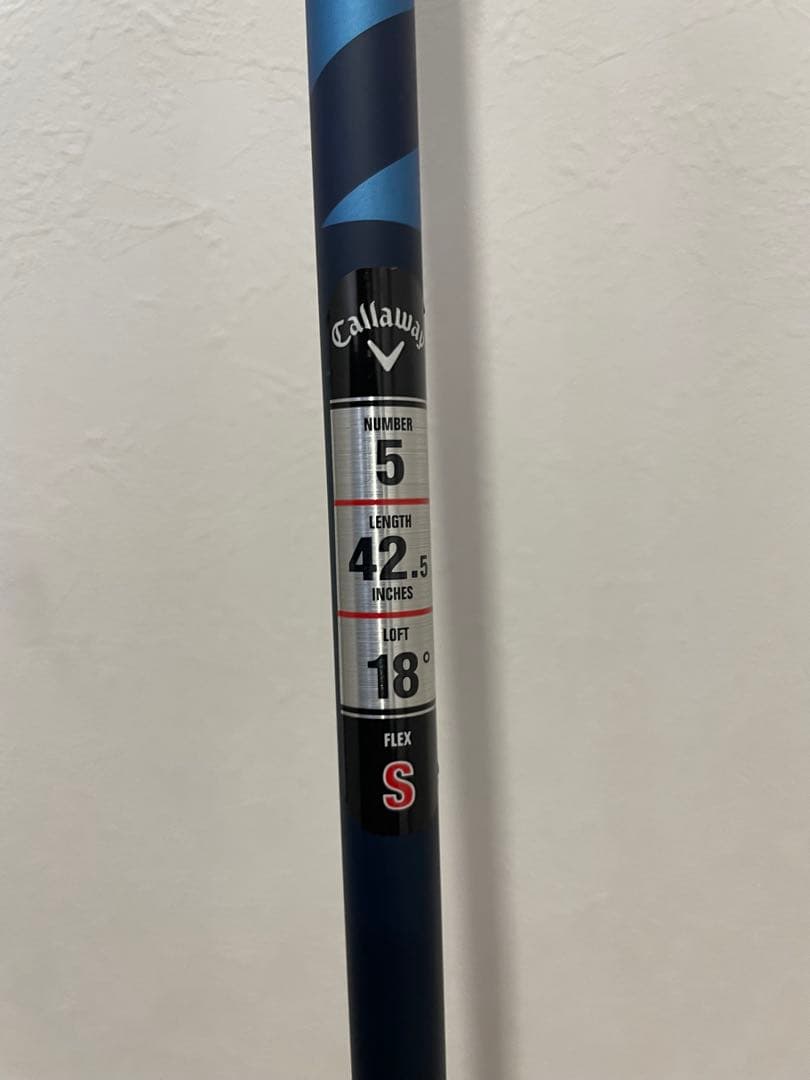 Callaway
NUMBER
5
LENGTH
42.5
INCHES
LOFT
18°
FLEX
S